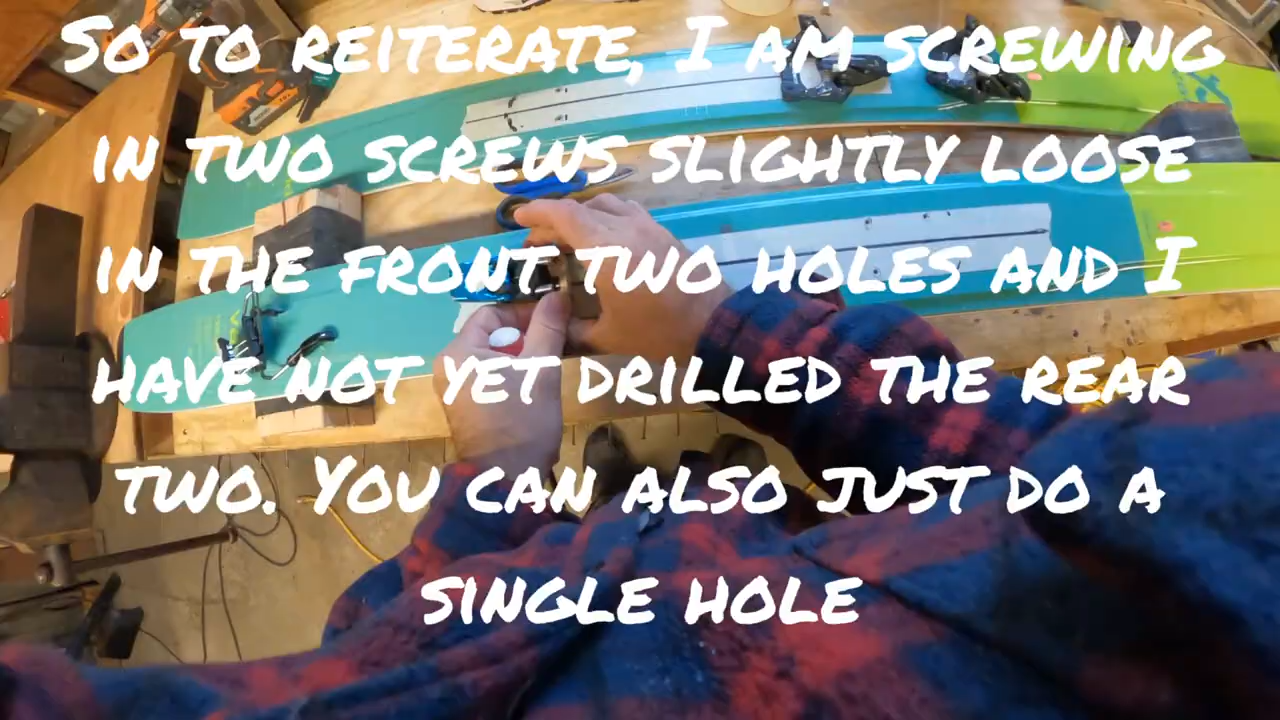 So to reiterate, I am screwing
in two screws slightly loose
in the front two holes and I
have not yet drilled the rear
two. You can also just do a
single hole